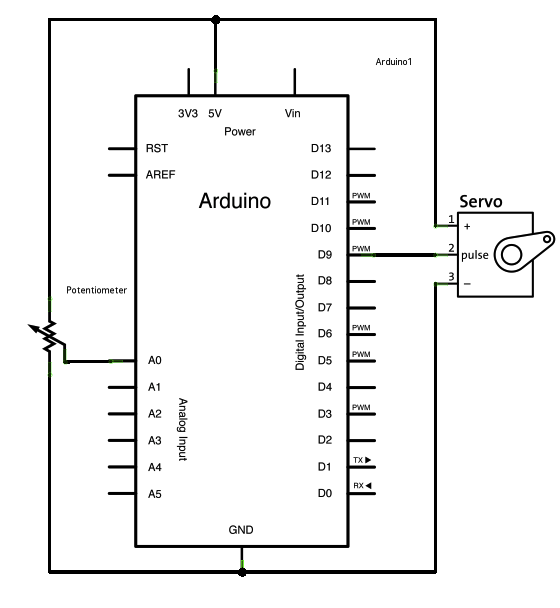 Arduino1
3V3 5V Vin
Power
RST
AREF
Arduino
D13
D12
D11 PWM
D10 PWM
D9 PWM
D8
D7
D6 PWM
D5 PWM
D4
D3 PWM
D2
D1 TX ▶
D0 RX ◀
Digital Input/Output
Servo
1 +
2 pulse
3 −
Potentiometer
A0
A1
A2
A3
A4
A5
Analog Input
GND